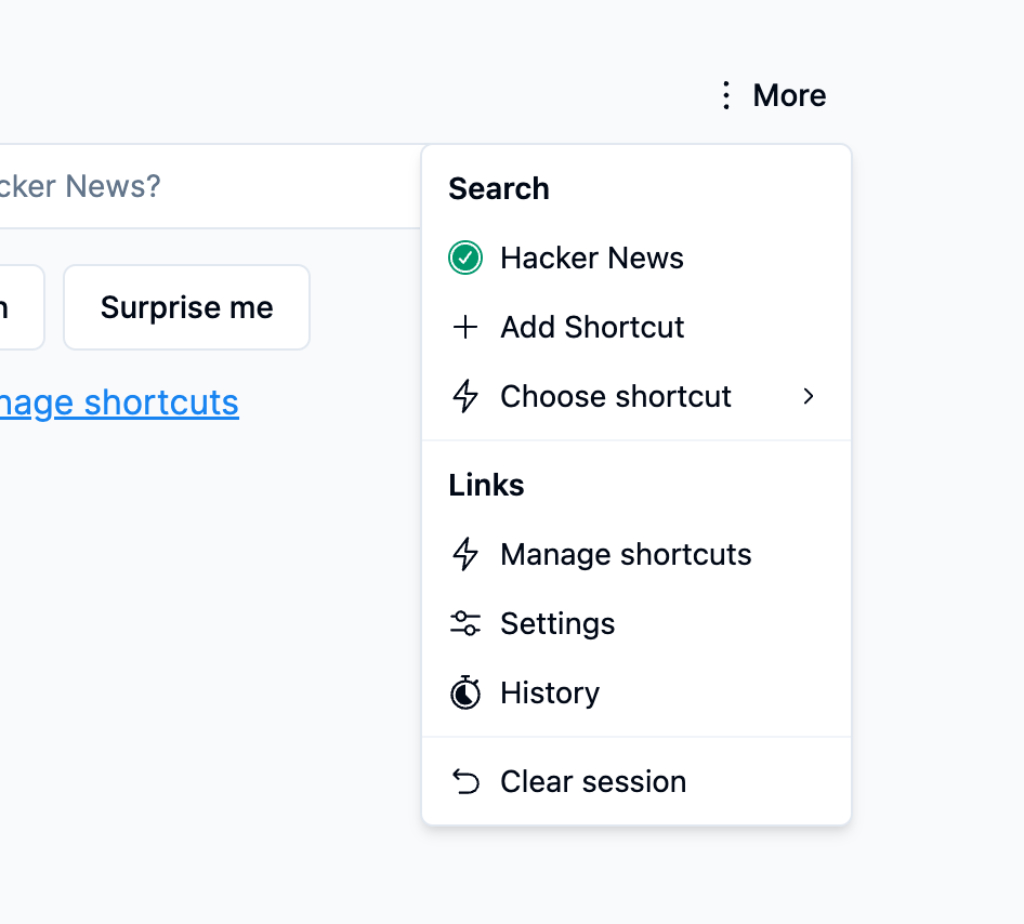 More
cker News?
Search
Hacker News
Add Shortcut
Choose shortcut
Surprise me
nage shortcuts
Links
Manage shortcuts
Settings
History
Clear session